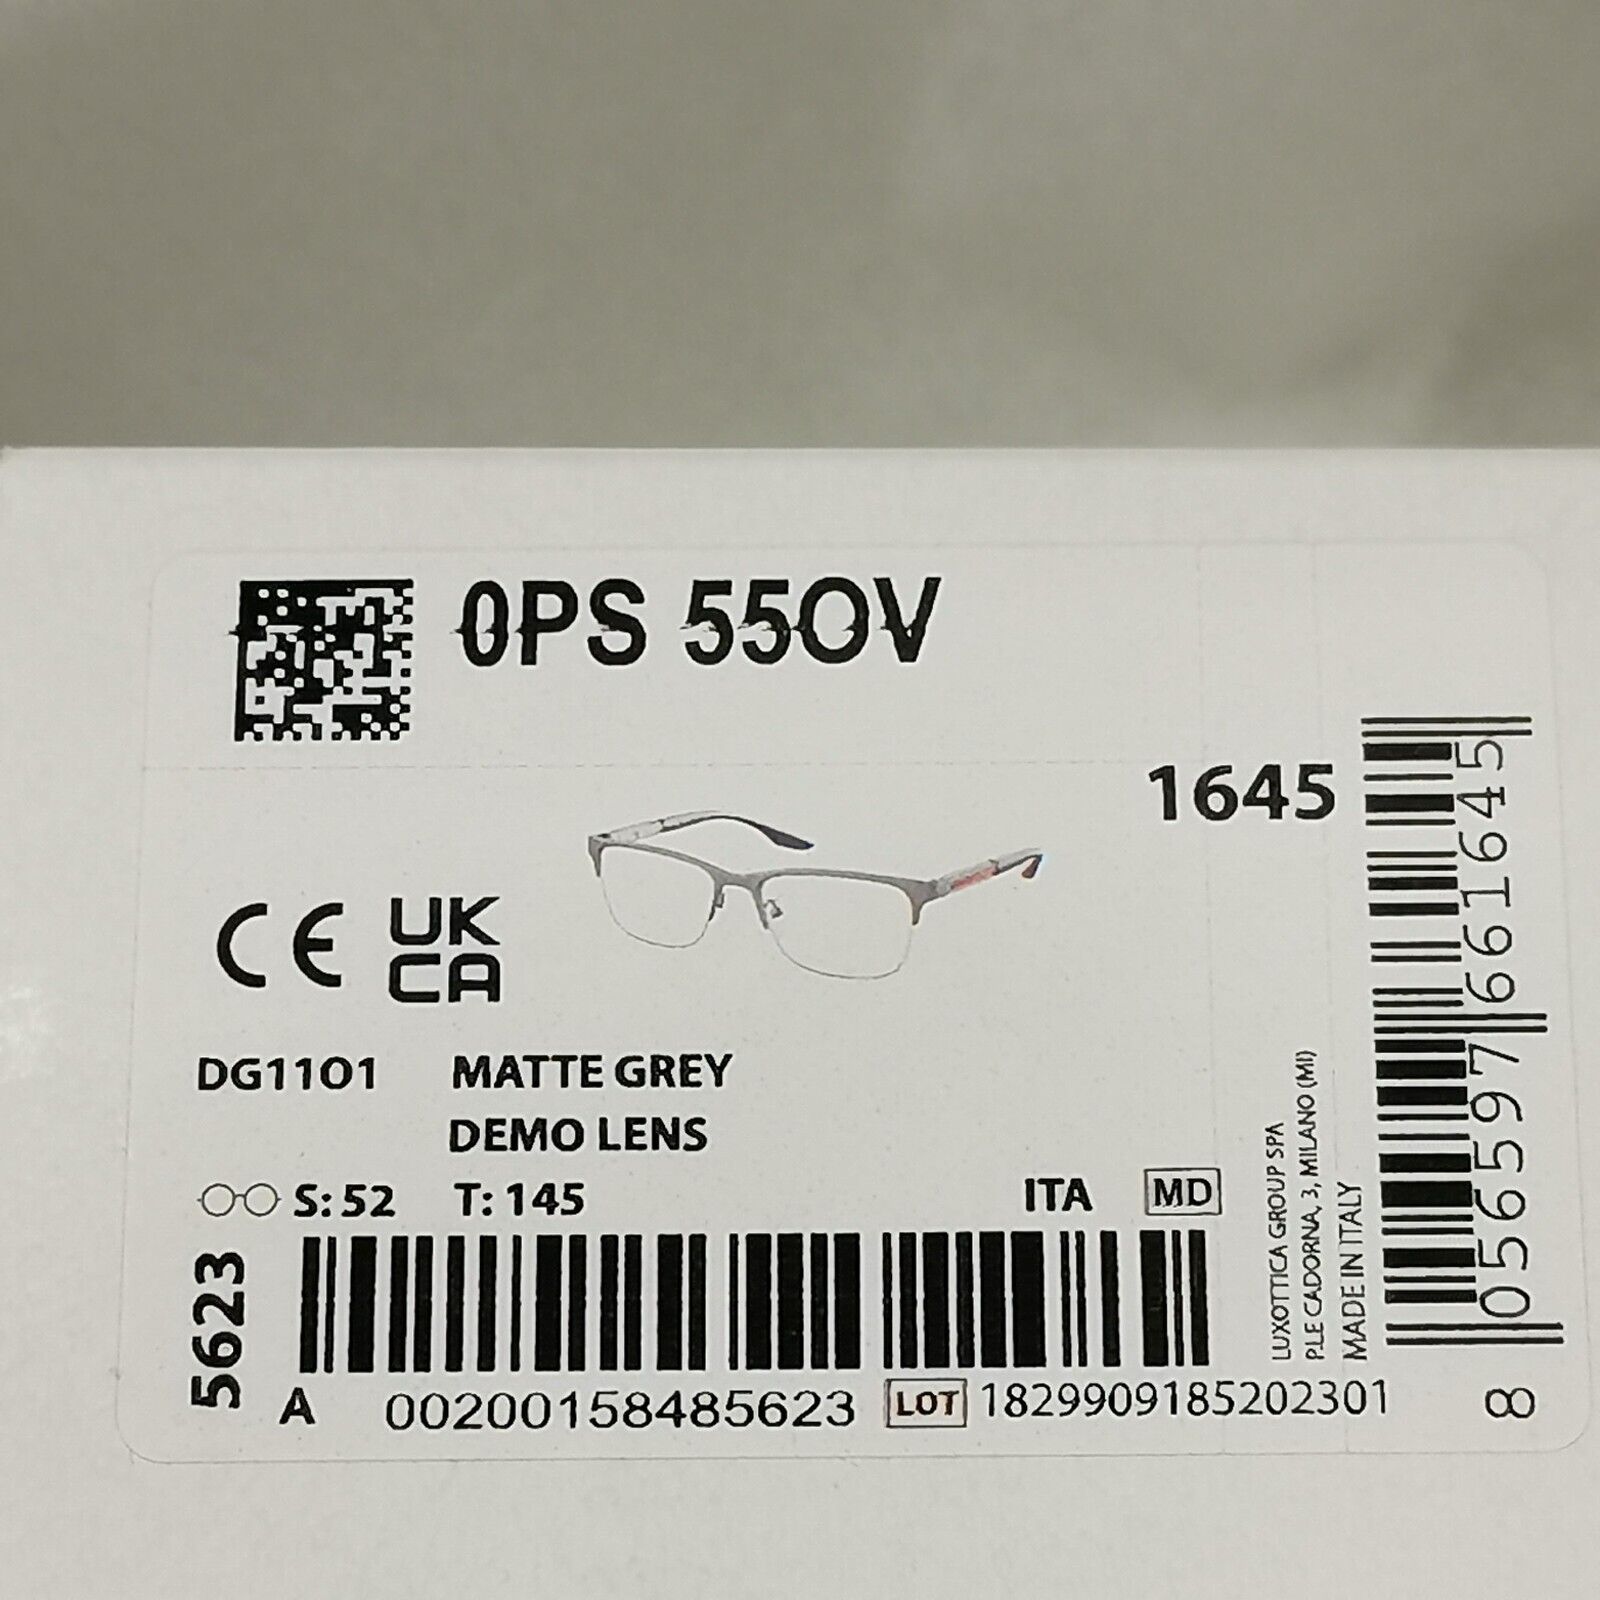 0PS 55OV
1645
CE UK
CA
DG11O1 MATTE GREY
DEMO LENS
S: 52 T: 145
ITA MD
5623
A 00200158485623 LOT 1829909185202301
LUXOTTICA GROUP SPA
P.LE CADORNA, 3, MILANO (MI)
MADE IN ITALY
8 056597 661645